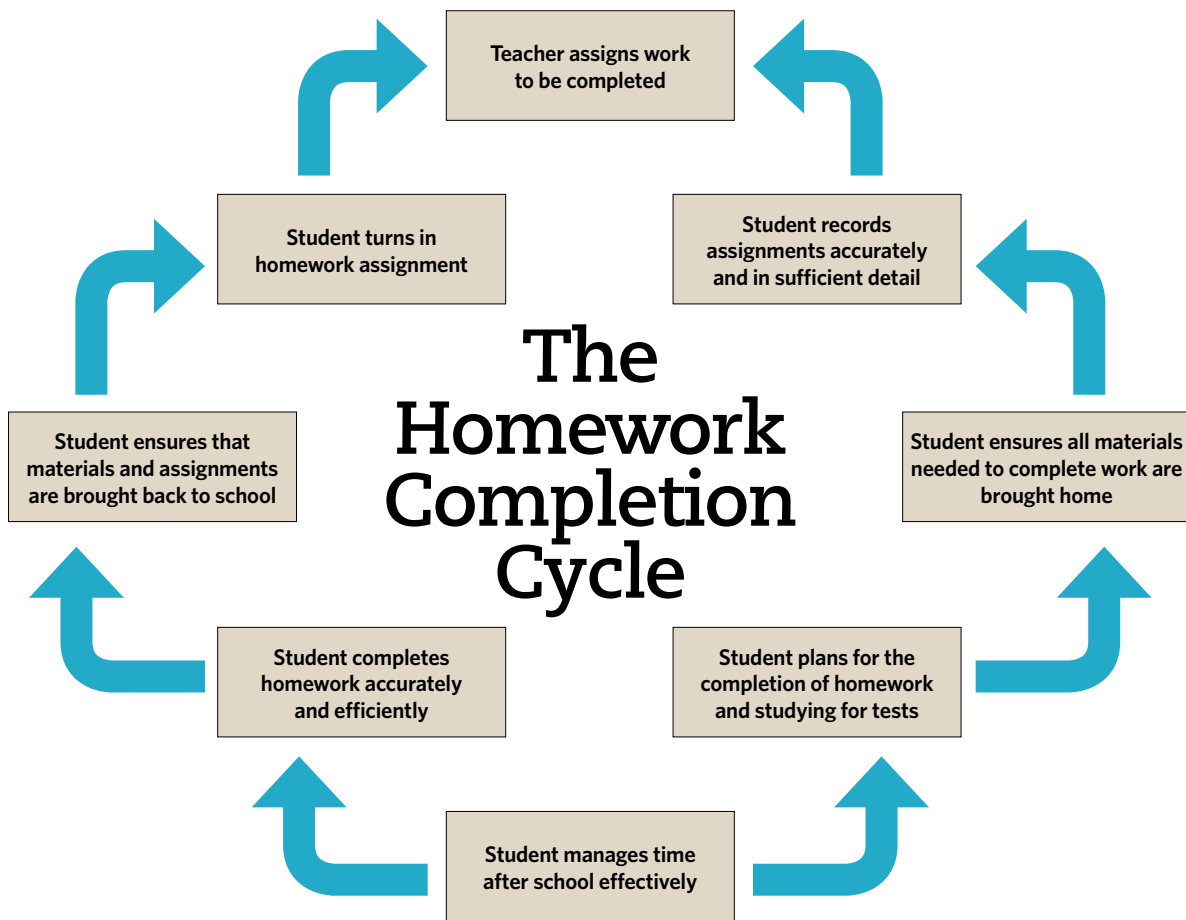 Teacher assigns work
to be completed
Student turns in
homework assignment
Student records
assignments accurately
and in sufficient detail
The
Homework
Completion
Cycle
Student ensures that
materials and assignments
are brought back to school
Student ensures all materials
needed to complete work are
brought home
Student completes
homework accurately
and efficiently
Student plans for the
completion of homework
and studying for tests
Student manages time
after school effectively